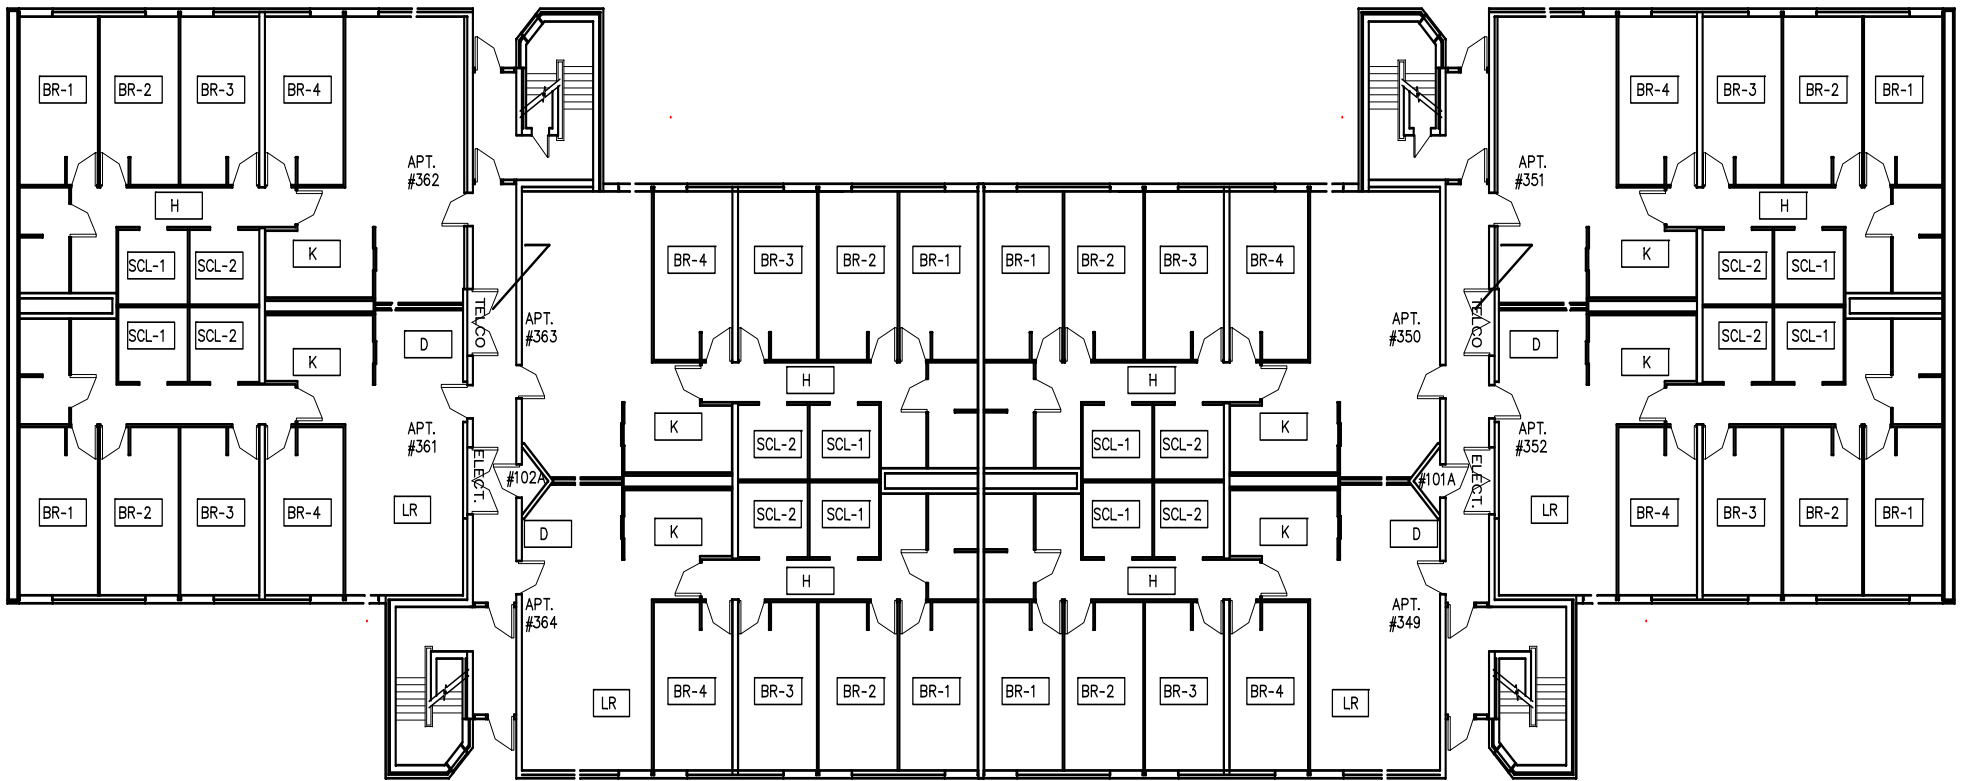 BR-1
BR-2
BR-3
BR-4
APT.
#362
H
K
SCL-1
SCL-2
SCL-1
SCL-2
K
D
TELCO
APT.
#361
ELECT.
BR-1
BR-2
BR-3
BR-4
LR
APT.
#363
BR-4
BR-3
BR-2
BR-1
H
K
SCL-2
SCL-1
#102A
D
K
SCL-2
SCL-1
H
APT.
#364
LR
BR-4
BR-3
BR-2
BR-1
BR-1
BR-2
BR-3
BR-4
APT.
#350
H
K
SCL-1
SCL-2
#101A
SCL-1
SCL-2
K
D
H
APT.
#349
BR-1
BR-2
BR-3
BR-4
LR
APT.
#351
BR-4
BR-3
BR-2
BR-1
H
K
SCL-2
SCL-1
TELCO
D
K
SCL-2
SCL-1
APT.
#352
ELECT.
LR
BR-4
BR-3
BR-2
BR-1